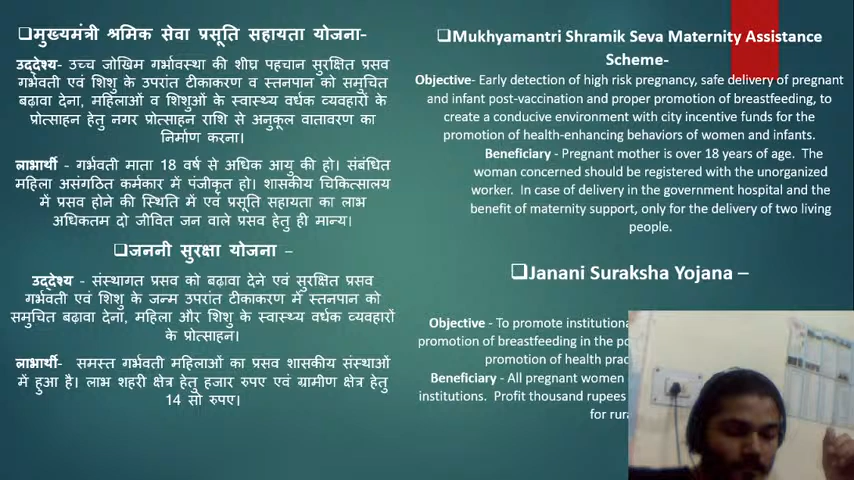 ❑मुख्यमंत्री श्रमिक सेवा प्रसूति सहायता योजना-
उद्देश्य- उच्च जोखिम गर्भावस्था की शीघ्र पहचान सुरक्षित प्रसव
गर्भवती एवं शिशु के उपरांत टीकाकरण व स्तनपान को समुचित
बढ़ावा देना, महिलाओं व शिशुओं के स्वास्थ्य वर्धक व्यवहारों के
प्रोत्साहन हेतु नगर प्रोत्साहन राशि से अनुकूल वातावरण का
निर्माण करना।
लाभार्थी - गर्भवती माता 18 वर्ष से अधिक आयु की हो। संबंधित
महिला असंगठित कर्मकार में पंजीकृत हो। शासकीय चिकित्सालय
में प्रसव होने की स्थिति में एवं प्रसूति सहायता का लाभ
अधिकतम दो जीवित जन वाले प्रसव हेतु ही मान्य।
❑जननी सुरक्षा योजना –
उद्देश्य - संस्थागत प्रसव को बढ़ावा देने एवं सुरक्षित प्रसव
गर्भवती एवं शिशु के जन्म उपरांत टीकाकरण में स्तनपान को
समुचित बढ़ावा देना, महिला और शिशु के स्वास्थ्य वर्धक व्यवहारों
के प्रोत्साहन।
लाभार्थी- समस्त गर्भवती महिलाओं का प्रसव शासकीय संस्थाओं
में हुआ है। लाभ शहरी क्षेत्र हेतु हजार रुपए एवं ग्रामीण क्षेत्र हेतु
14 सो रुपए।
❑Mukhyamantri Shramik Seva Maternity Assistance
Scheme-
Objective- Early detection of high risk pregnancy, safe delivery of pregnant
and infant post-vaccination and proper promotion of breastfeeding, to
create a conducive environment with city incentive funds for the
promotion of health-enhancing behaviors of women and infants.
Beneficiary - Pregnant mother is over 18 years of age. The
woman concerned should be registered with the unorganized
worker. In case of delivery in the government hospital and the
benefit of maternity support, only for the delivery of two living
people.
❑Janani Suraksha Yojana –
Objective - To promote
promotion of breastfeeding in the
promotion of health
Beneficiary - All pregnant women
institutions. Profit thousand rupees
for